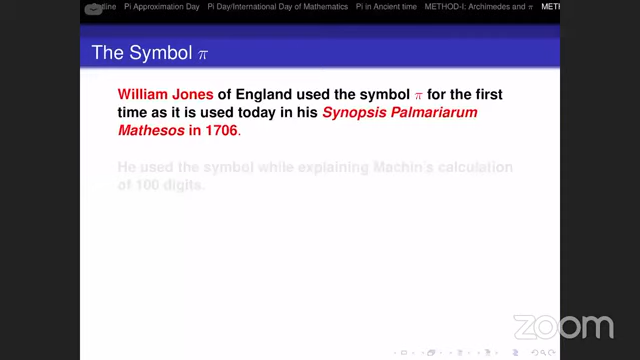 Pi Approximation Day Pi Day/International Day of Mathematics Pi in Ancient time METHOD-I: Archimedes and π
The Symbol π
William Jones of England used the symbol π for the first
time as it is used today in his Synopsis Palmariarum
Mathesos in 1706.
He used the symbol while explaining Machin's calculation
of 100 digits.
zoom